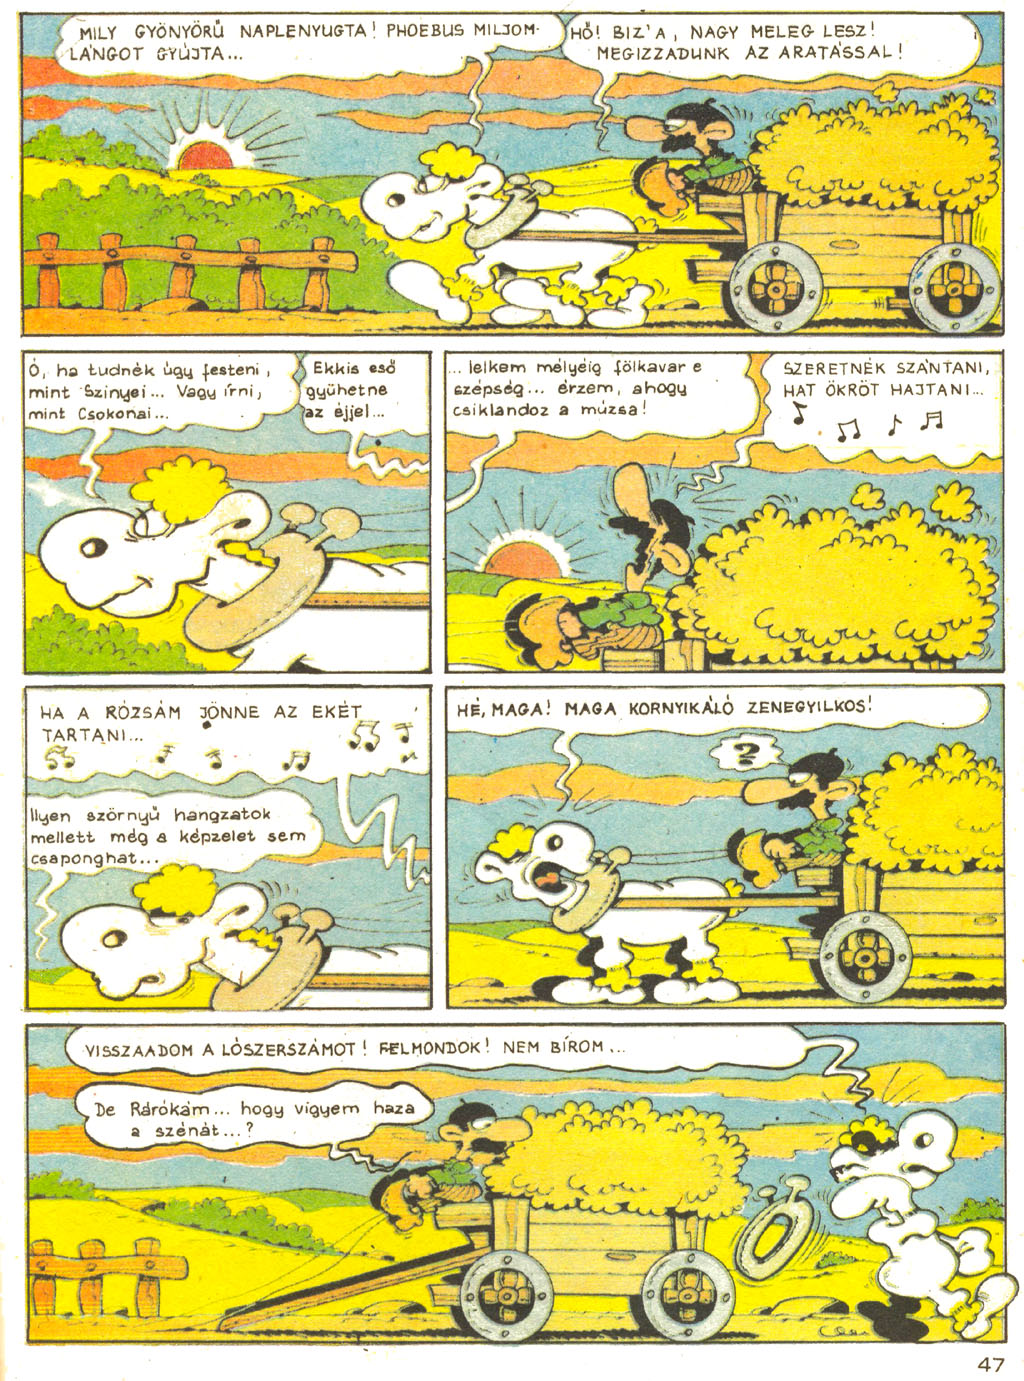 MILY GYÖNYÖRŰ NAPLENYUGTA! PHOEBUS MILJOM-
LÁNGOT GYÚJTA...
HŐ! BIZ'A, NAGY MELEG LESZ!
MEGIZZADUNK AZ ARATÁSSAL!
Ó, ha tudnék úgy festeni,
mint Szinyei... Vagy írni,
mint Csokonai...
Ekkis eső
gyühetne
az éjjel...
... lelkem mélyéig fölkavar e
szépség... érzem, ahogy
csiklandoz a múzsa!
SZERETNÉK SZÁNTANI,
HAT ÖKRÖT HAJTANI...
HA A RÓZSÁM JÖNNE AZ EKÉT
TARTANI...
Ilyen szörnyű hangzatok
mellett még a képzelet sem
csaponghat...
HÉ, MAGA! MAGA KORNYIKÁLÓ ZENEGYILKOS!
?
VISSZAADOM A LÓSZERSZÁMOT! FELMONDOK! NEM BÍROM...
De Rárókám... hogy vigyem haza
a szénát...?
47